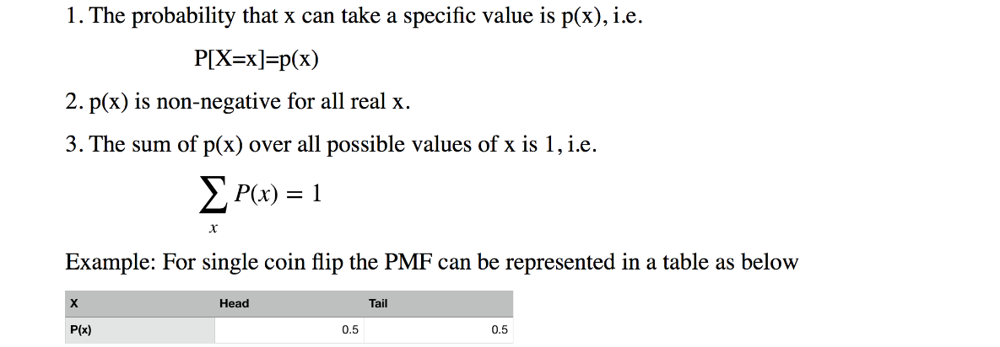 1. The probability that x can take a specific value is p(x), i.e.
P[X=x]=p(x)
2. p(x) is non-negative for all real x.
3. The sum of p(x) over all possible values of x is 1, i.e.
∑ P(x) = 1
x
Example: For single coin flip the PMF can be represented in a table as below
X Head Tail
P(x) 0.5 0.5